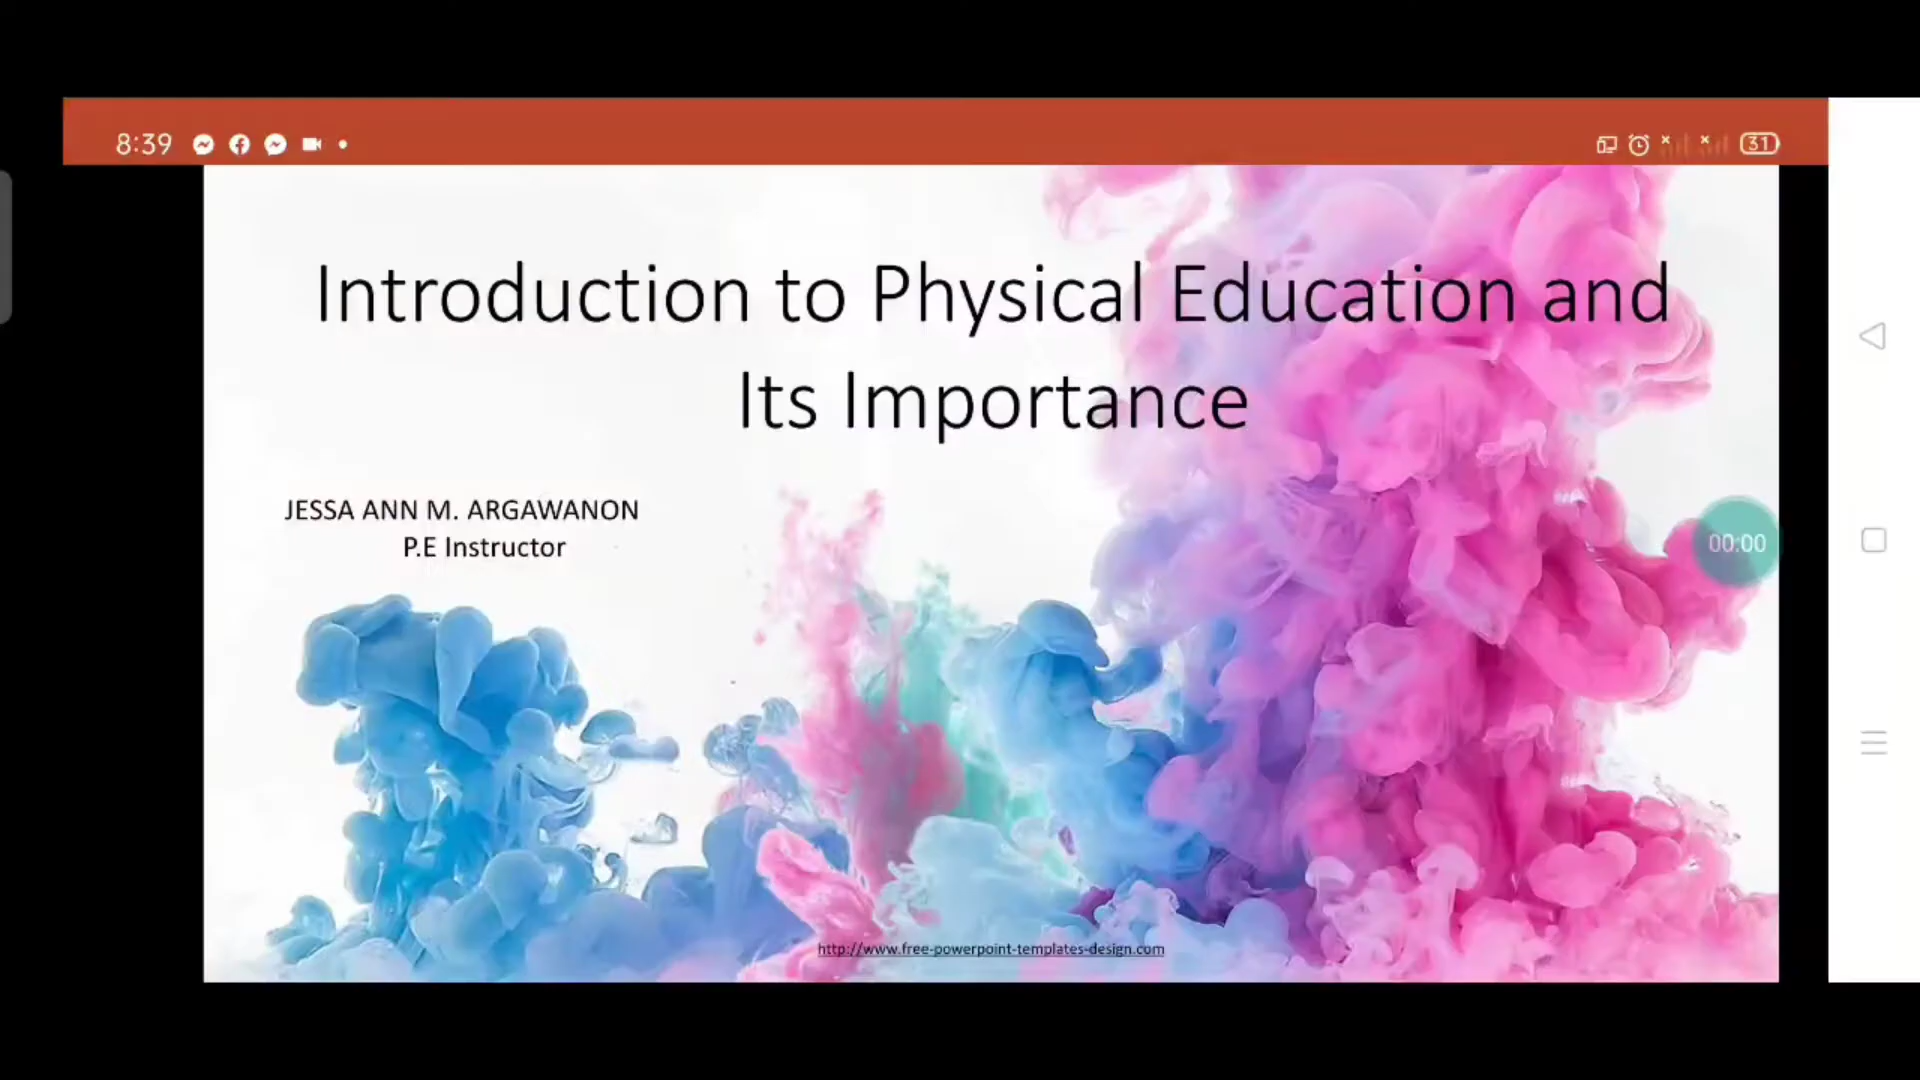 8:39
31
Introduction to Physical Education and
Its Importance
JESSA ANN M. ARGAWANON
P.E Instructor
00:00
http://www.free-powerpoint-templates-design.com